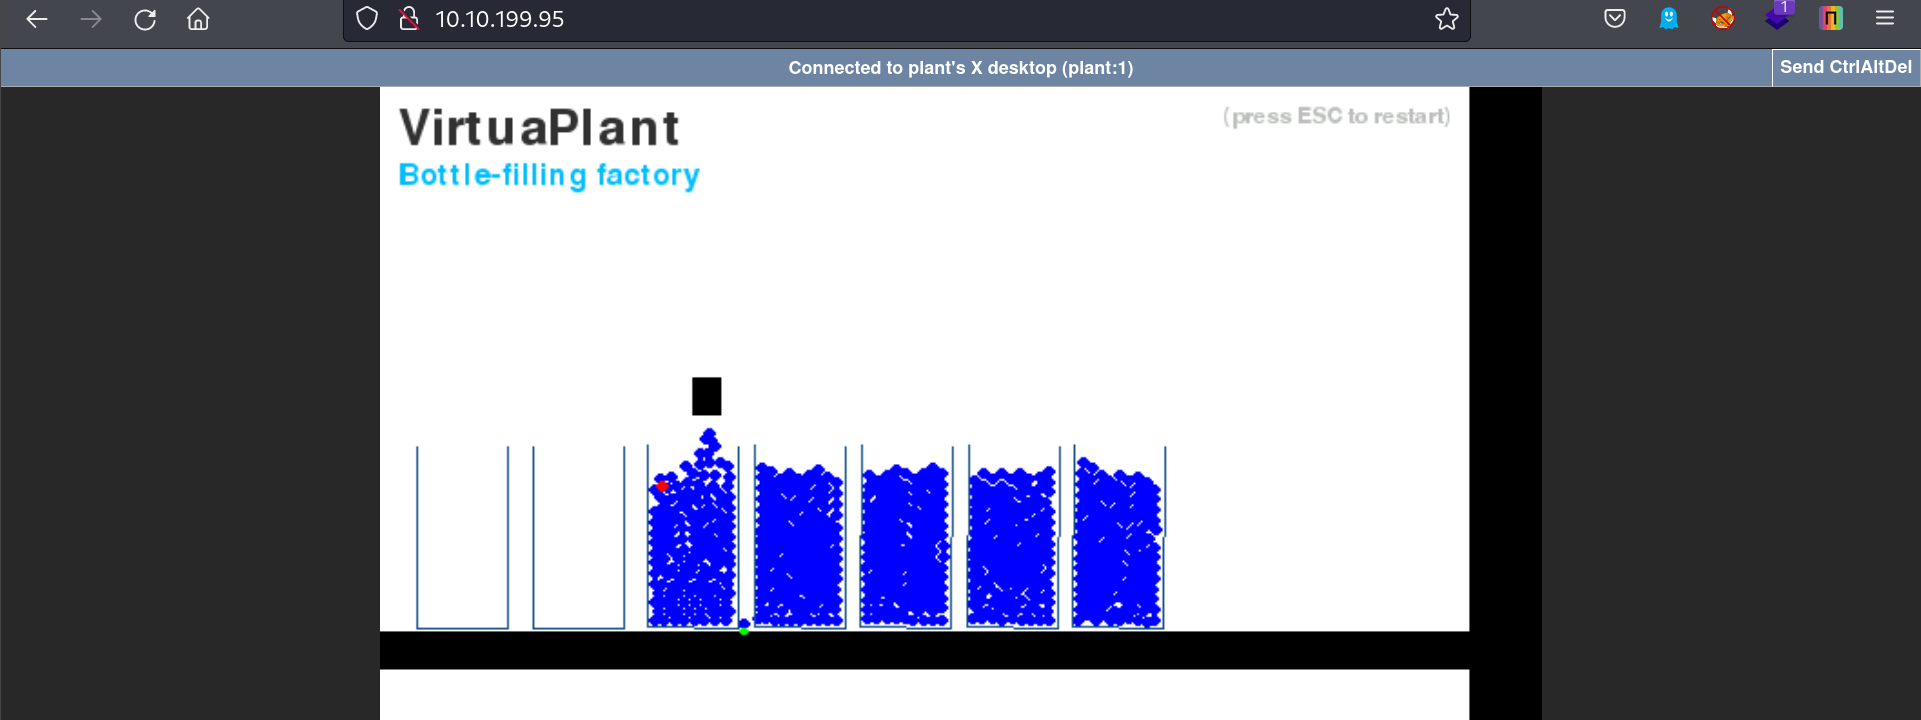 10.10.199.95
1
Connected to plant's X desktop (plant:1)
Send CtrlAltDel
VirtuaPlant
(press ESC to restart)
Bottle-filling factory